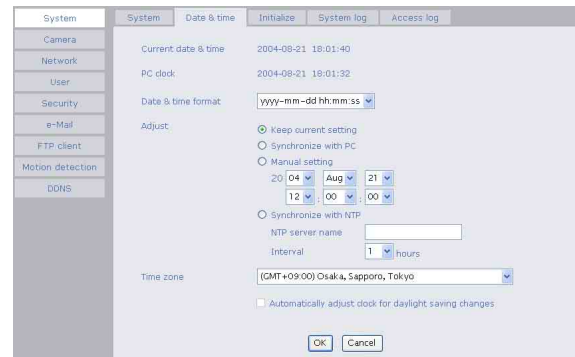 System
Camera
Network
User
Security
e-Mail
FTP client
Motion detection
DDNS
System Date & time Initialize System log Access log
Current date & time 2004-08-21 18:01:40
PC clock 2004-08-21 18:01:32
Date & time format yyyy-mm-dd hh:mm:ss
Adjust Keep current setting
Synchronize with PC
Manual setting
20 04 Aug 21
12 : 00 : 00
Synchronize with NTP
NTP server name
Interval 1 hours
Time zone (GMT+09:00) Osaka, Sapporo, Tokyo
Automatically adjust clock for daylight saving changes
OK Cancel